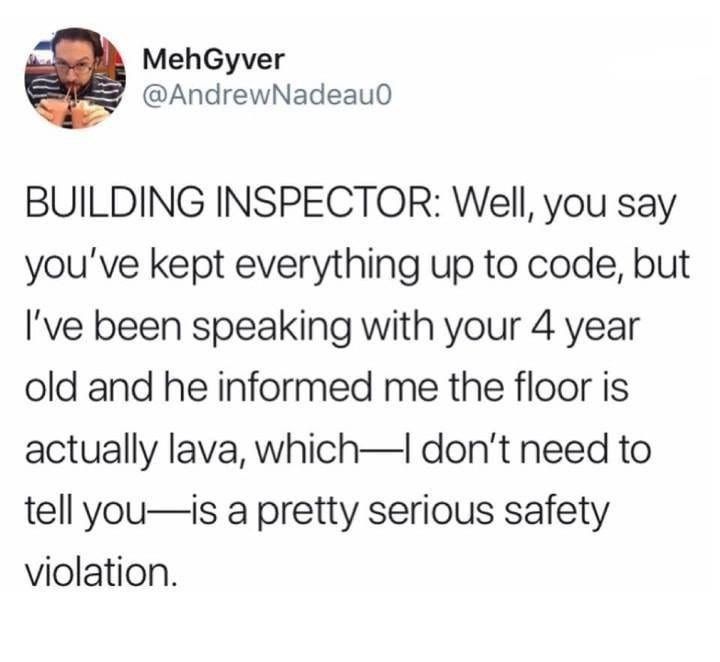 MehGyver
@AndrewNadeau0
BUILDING INSPECTOR: Well, you say
you've kept everything up to code, but
I've been speaking with your 4 year
old and he informed me the floor is
actually lava, which—I don't need to
tell you—is a pretty serious safety
violation.